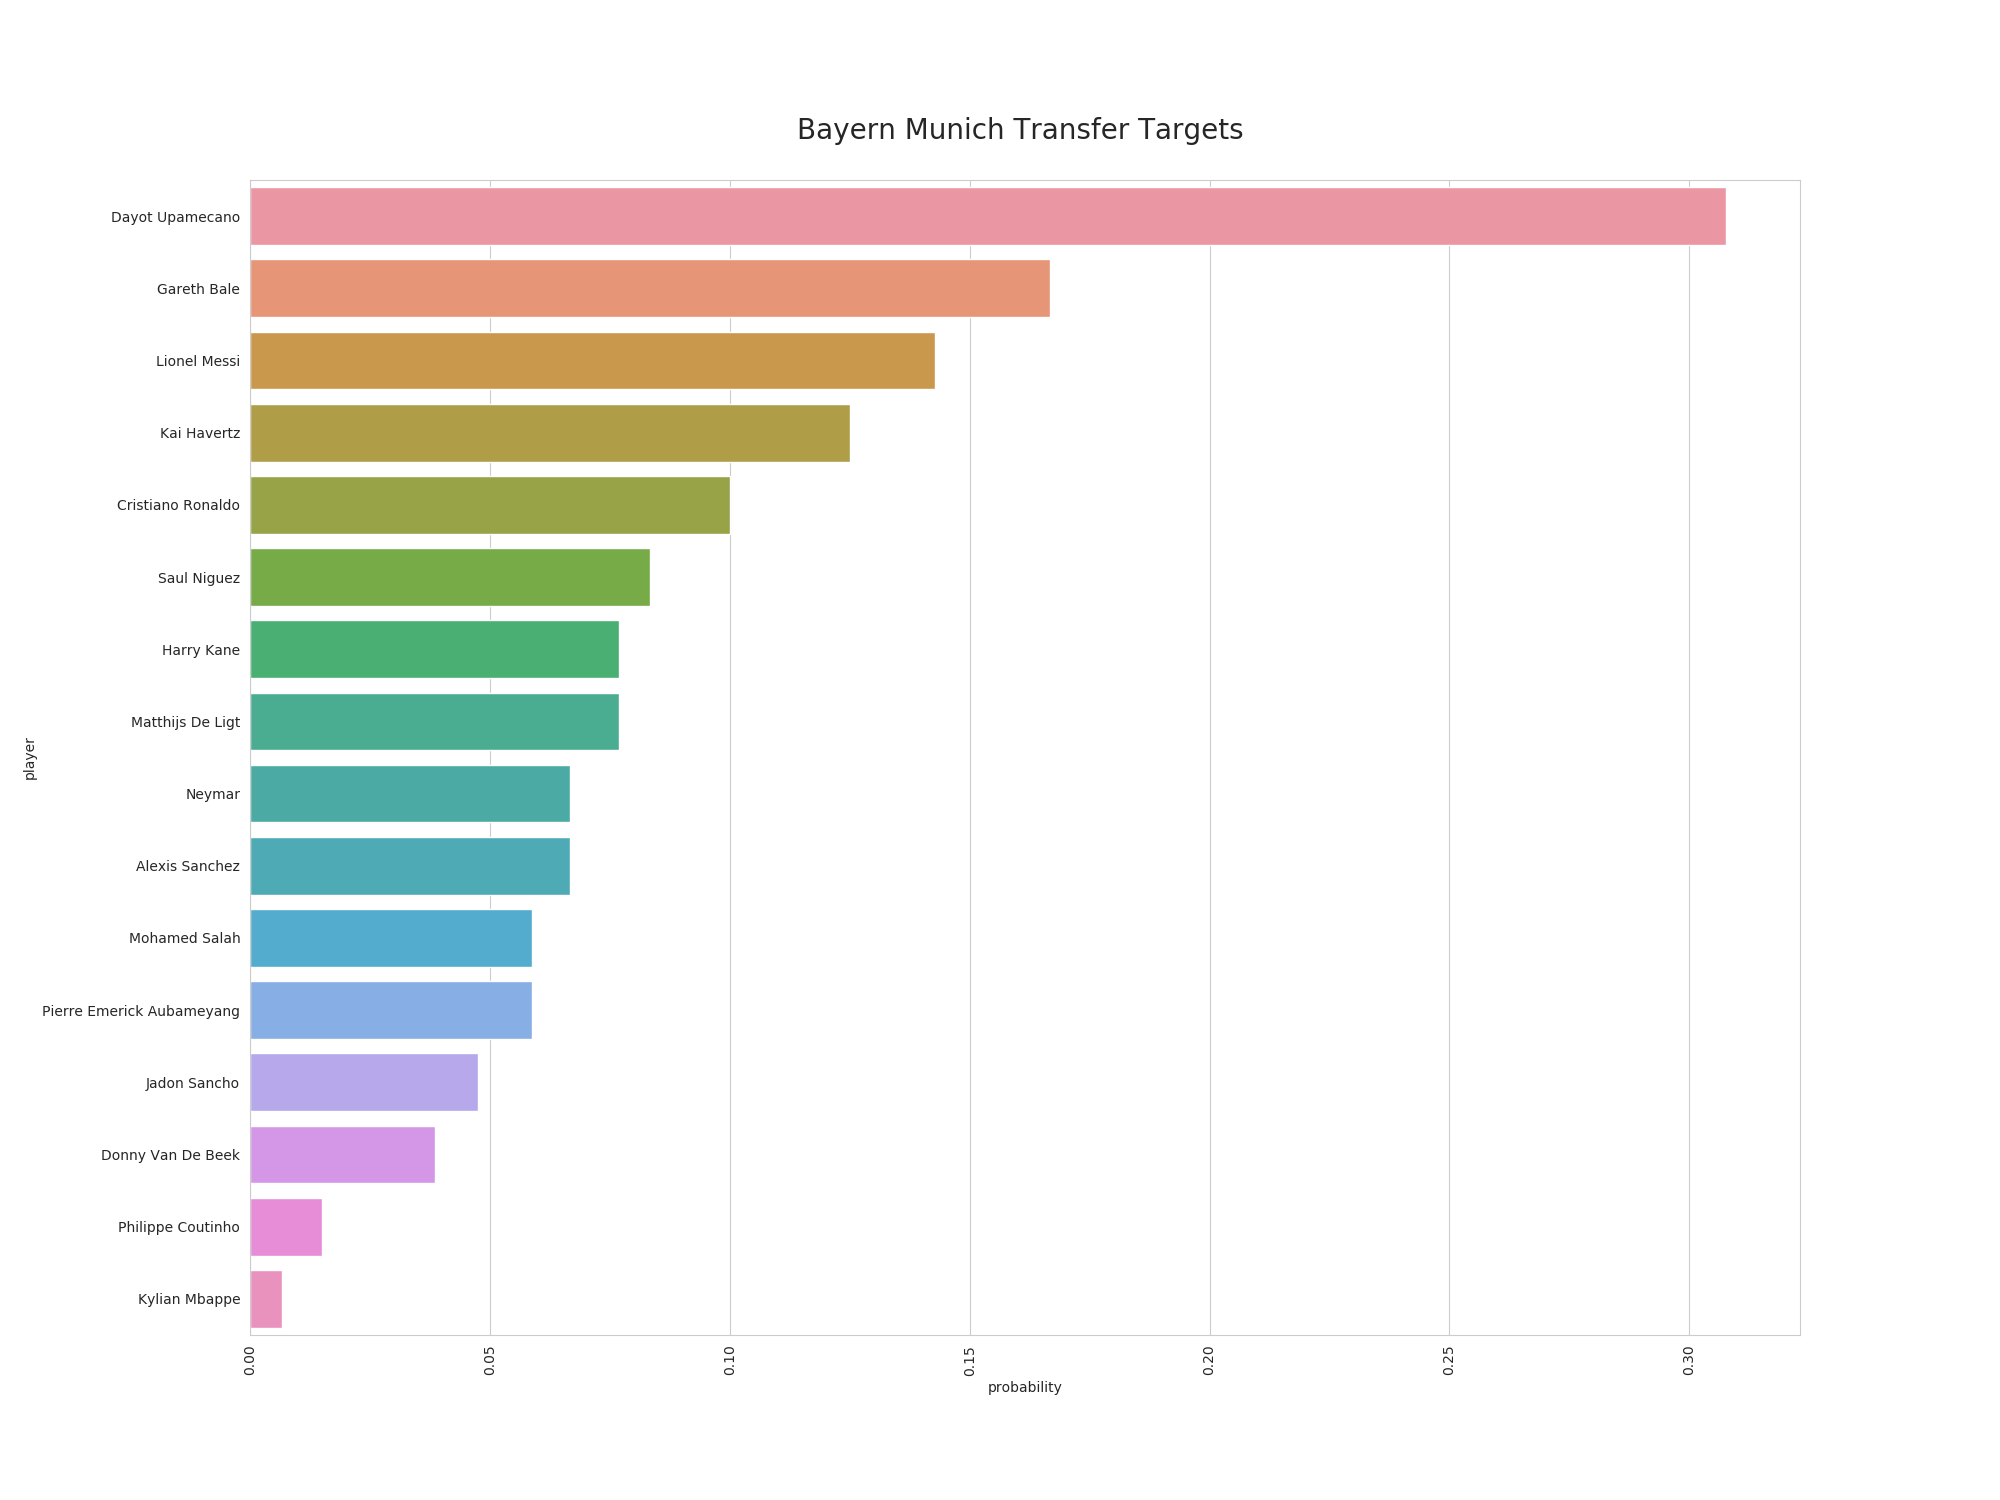 Bayern Munich Transfer Targets
Dayot Upamecano
Gareth Bale
Lionel Messi
Kai Havertz
Cristiano Ronaldo
Saul Niguez
Harry Kane
Matthijs De Ligt
player
Neymar
Alexis Sanchez
Mohamed Salah
Pierre Emerick Aubameyang
Jadon Sancho
Donny Van De Beek
Philippe Coutinho
Kylian Mbappe
0.00 0.05 0.10 0.15 0.20 0.25 0.30
probability